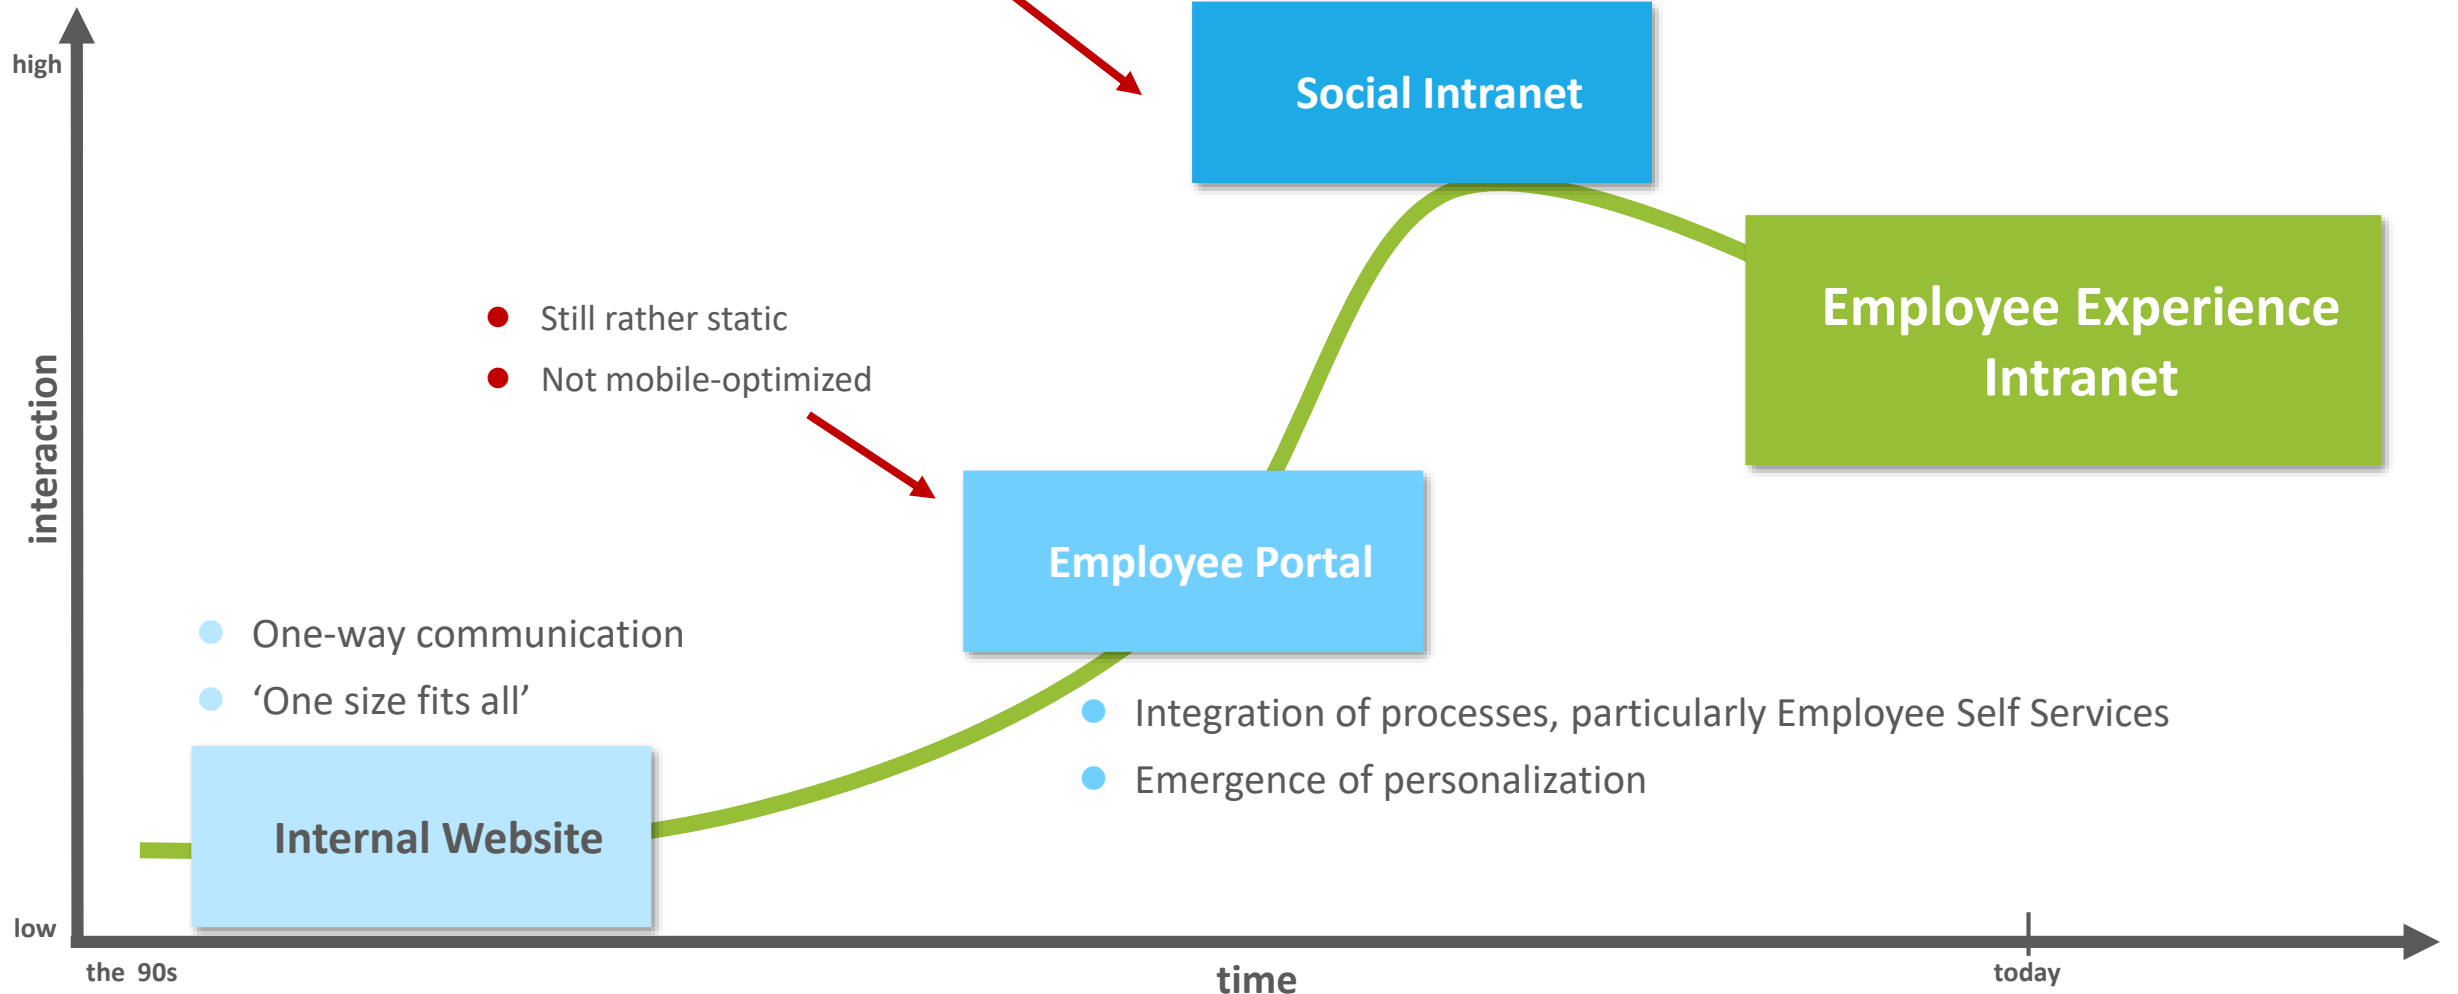 high
Social Intranet
Employee Experience
Intranet
Still rather static
Not mobile-optimized
interaction
Employee Portal
One-way communication
‘One size fits all’
Integration of processes, particularly Employee Self Services
Emergence of personalization
Internal Website
low
the 90s
time
today